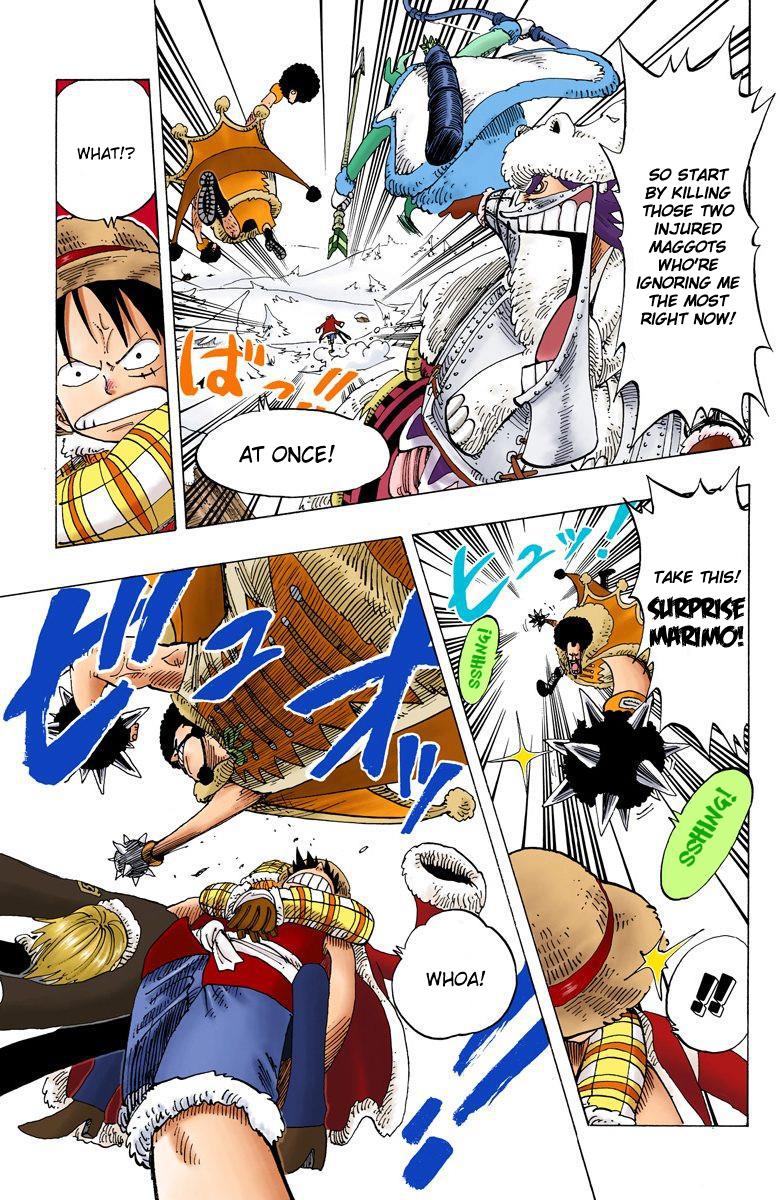 SO START
BY KILLING
THOSE TWO
INJURED
MAGGOTS
WHO'RE
IGNORING ME
THE MOST
RIGHT NOW!
WHAT!?
ばっ!!
AT ONCE!
ヒュッ!
TAKE THIS!
SURPRISE
MARIMO!
SSHING!
SSHING!
!!
ビュオッ!!
WHOA!